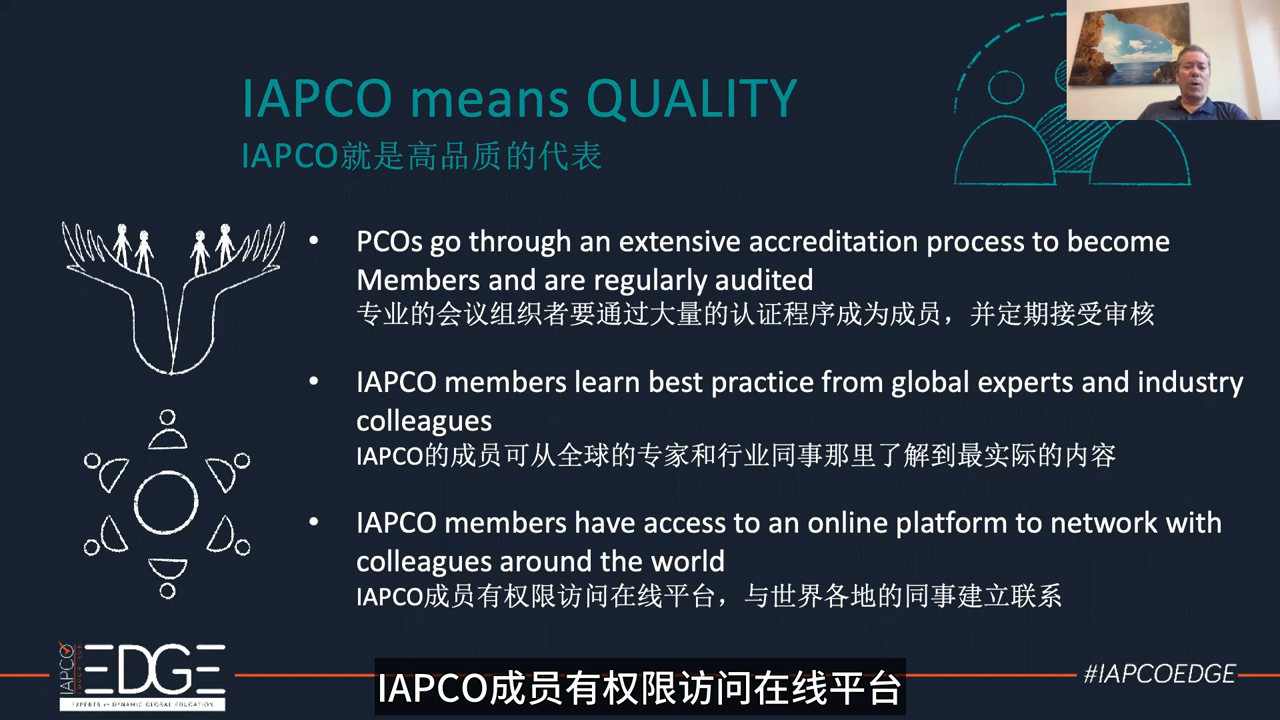 IAPCO means QUALITY
IAPCO就是高品质的代表
• PCOs go through an extensive accreditation process to become
Members and are regularly audited
专业的会议组织者要通过大量的认证程序成为成员，并定期接受审核
• IAPCO members learn best practice from global experts and industry
colleagues
IAPCO的成员可从全球的专家和行业同事那里了解到最实际的内容
• IAPCO members have access to an online platform to network with
colleagues around the world
IAPCO成员有权限访问在线平台，与世界各地的同事建立联系
IAPCO
EDUCATION
EDGE
EXPERTS in DYNAMIC GLOBAL EDUCATION
#IAPCOEDGE
IAPCO成员有权限访问在线平台